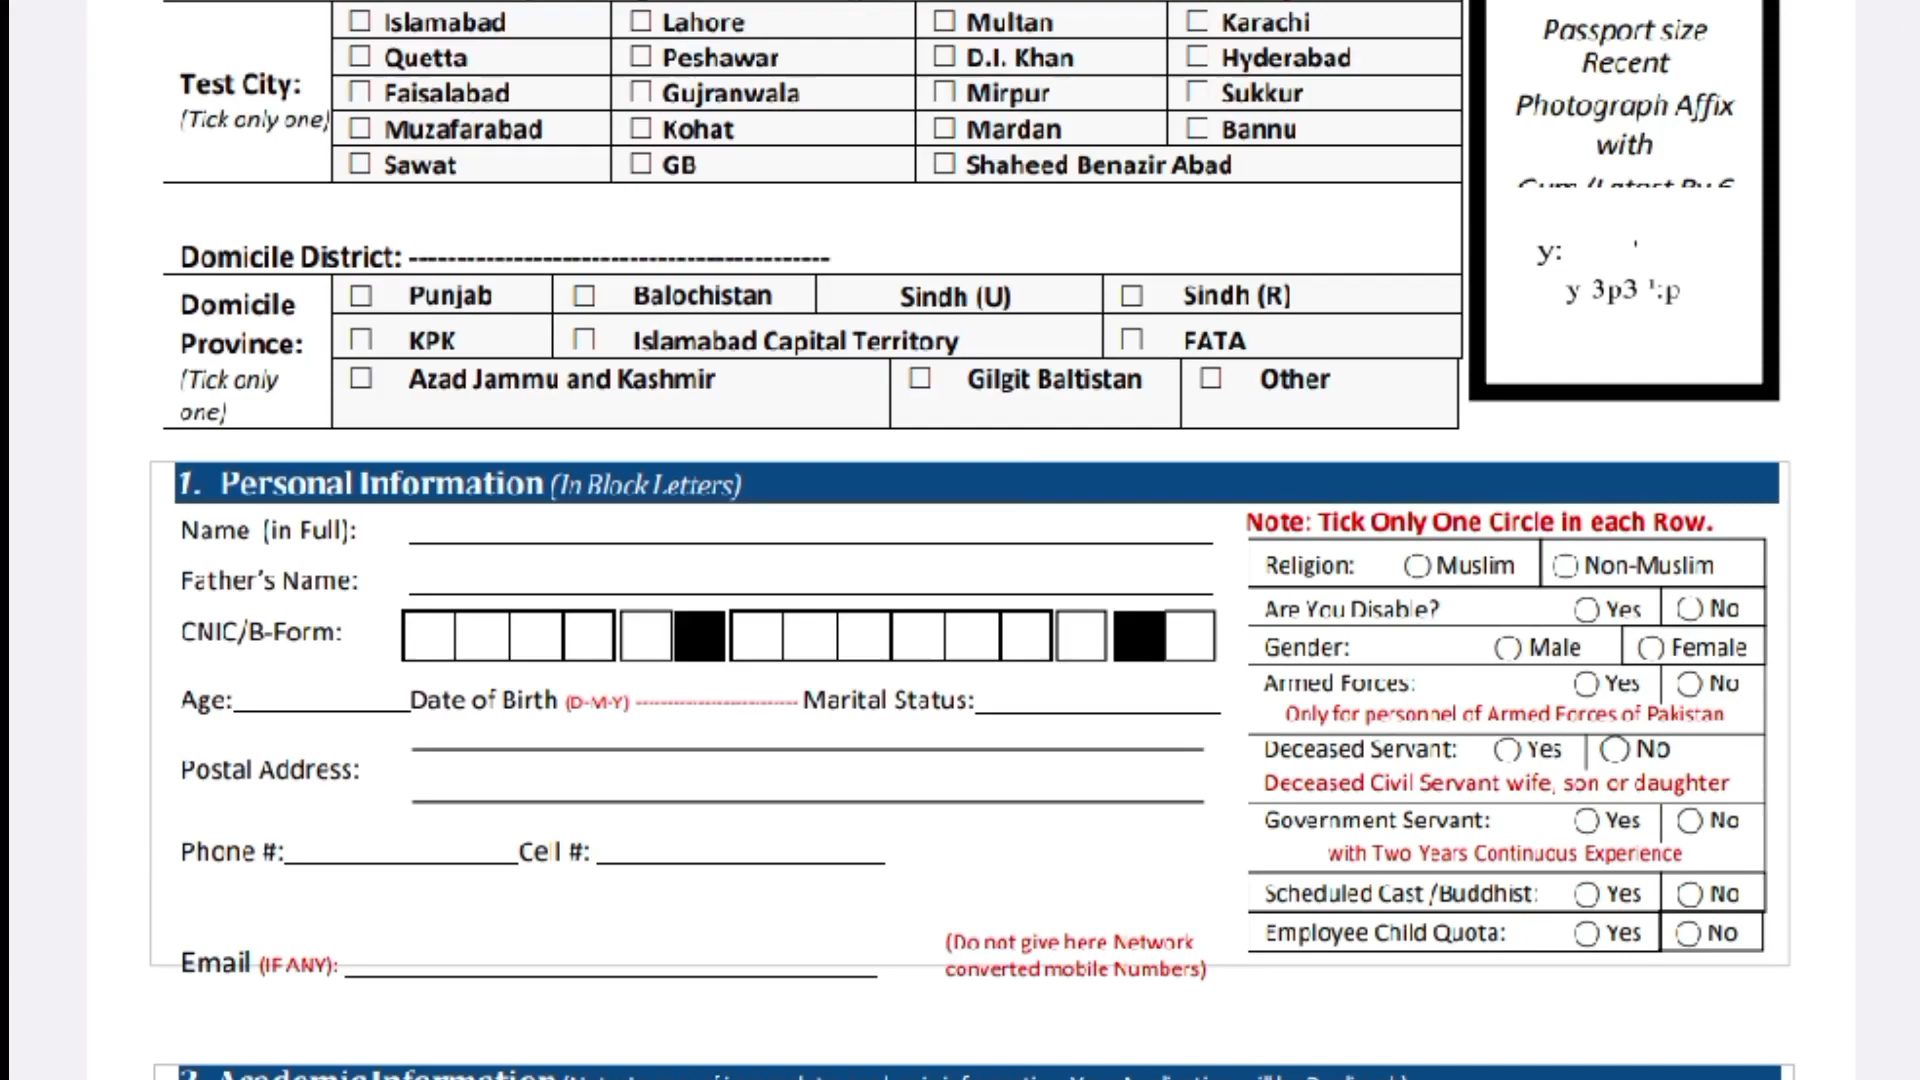 ☐ Islamabad ☐ Lahore ☐ Multan ☐ Karachi
☐ Quetta ☐ Peshawar ☐ D.I. Khan ☐ Hyderabad
Test City:
☐ Faisalabad ☐ Gujranwala ☐ Mirpur ☐ Sukkur
(Tick only one)
☐ Muzafarabad ☐ Kohat ☐ Mardan ☐ Bannu
☐ Sawat ☐ GB ☐ Shaheed Benazir Abad
Passport size
Recent
Photograph Affix
with
Domicile District: --------------------------------------------
Domicile
Province:
(Tick only
one)
☐ Punjab ☐ Balochistan Sindh (U) ☐ Sindh (R)
☐ KPK ☐ Islamabad Capital Territory ☐ FATA
☐ Azad Jammu and Kashmir ☐ Gilgit Baltistan ☐ Other
1. Personal Information (In Block Letters)
Name (in Full):
Father's Name:
CNIC/B-Form:
Age: Date of Birth (D-M-Y) -------------------------- Marital Status:
Postal Address:
Phone #: Cell #:
Email (IF ANY):
(Do not give here Network
converted mobile Numbers)
Note: Tick Only One Circle in each Row.
Religion: Muslim Non-Muslim
Are You Disable? Yes No
Gender: Male Female
Armed Forces: Yes No
Only for personnel of Armed Forces of Pakistan
Deceased Servant: Yes No
Deceased Civil Servant wife, son or daughter
Government Servant: Yes No
with Two Years Continuous Experience
Scheduled Cast /Buddhist: Yes No
Employee Child Quota: Yes No
2. Academic Information